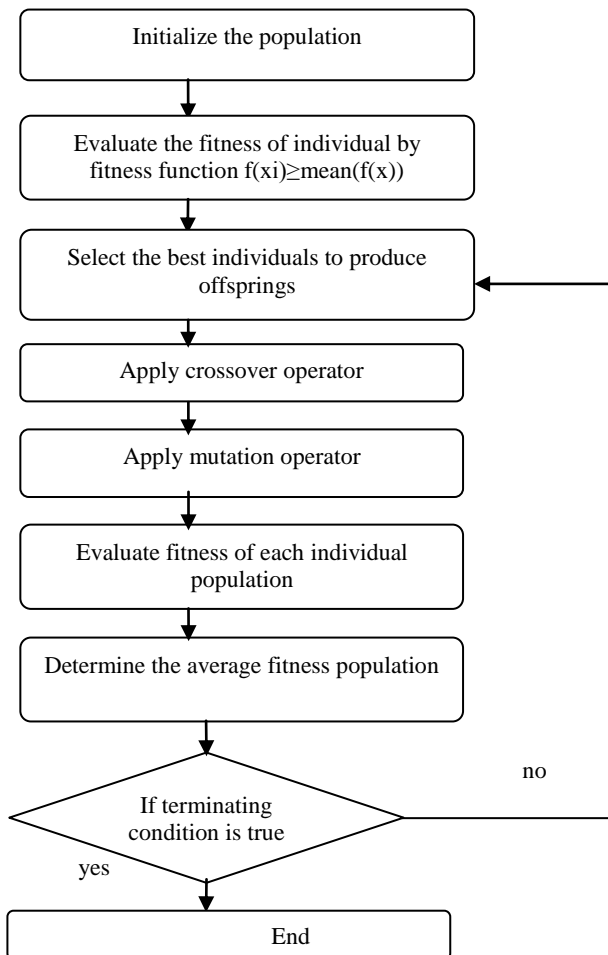 Initialize the population
Evaluate the fitness of individual by
fitness function f(xi)≥mean(f(x))
Select the best individuals to produce
offsprings
Apply crossover operator
Apply mutation operator
Evaluate fitness of each individual
population
Determine the average fitness population
no
If terminating
condition is true
yes
End